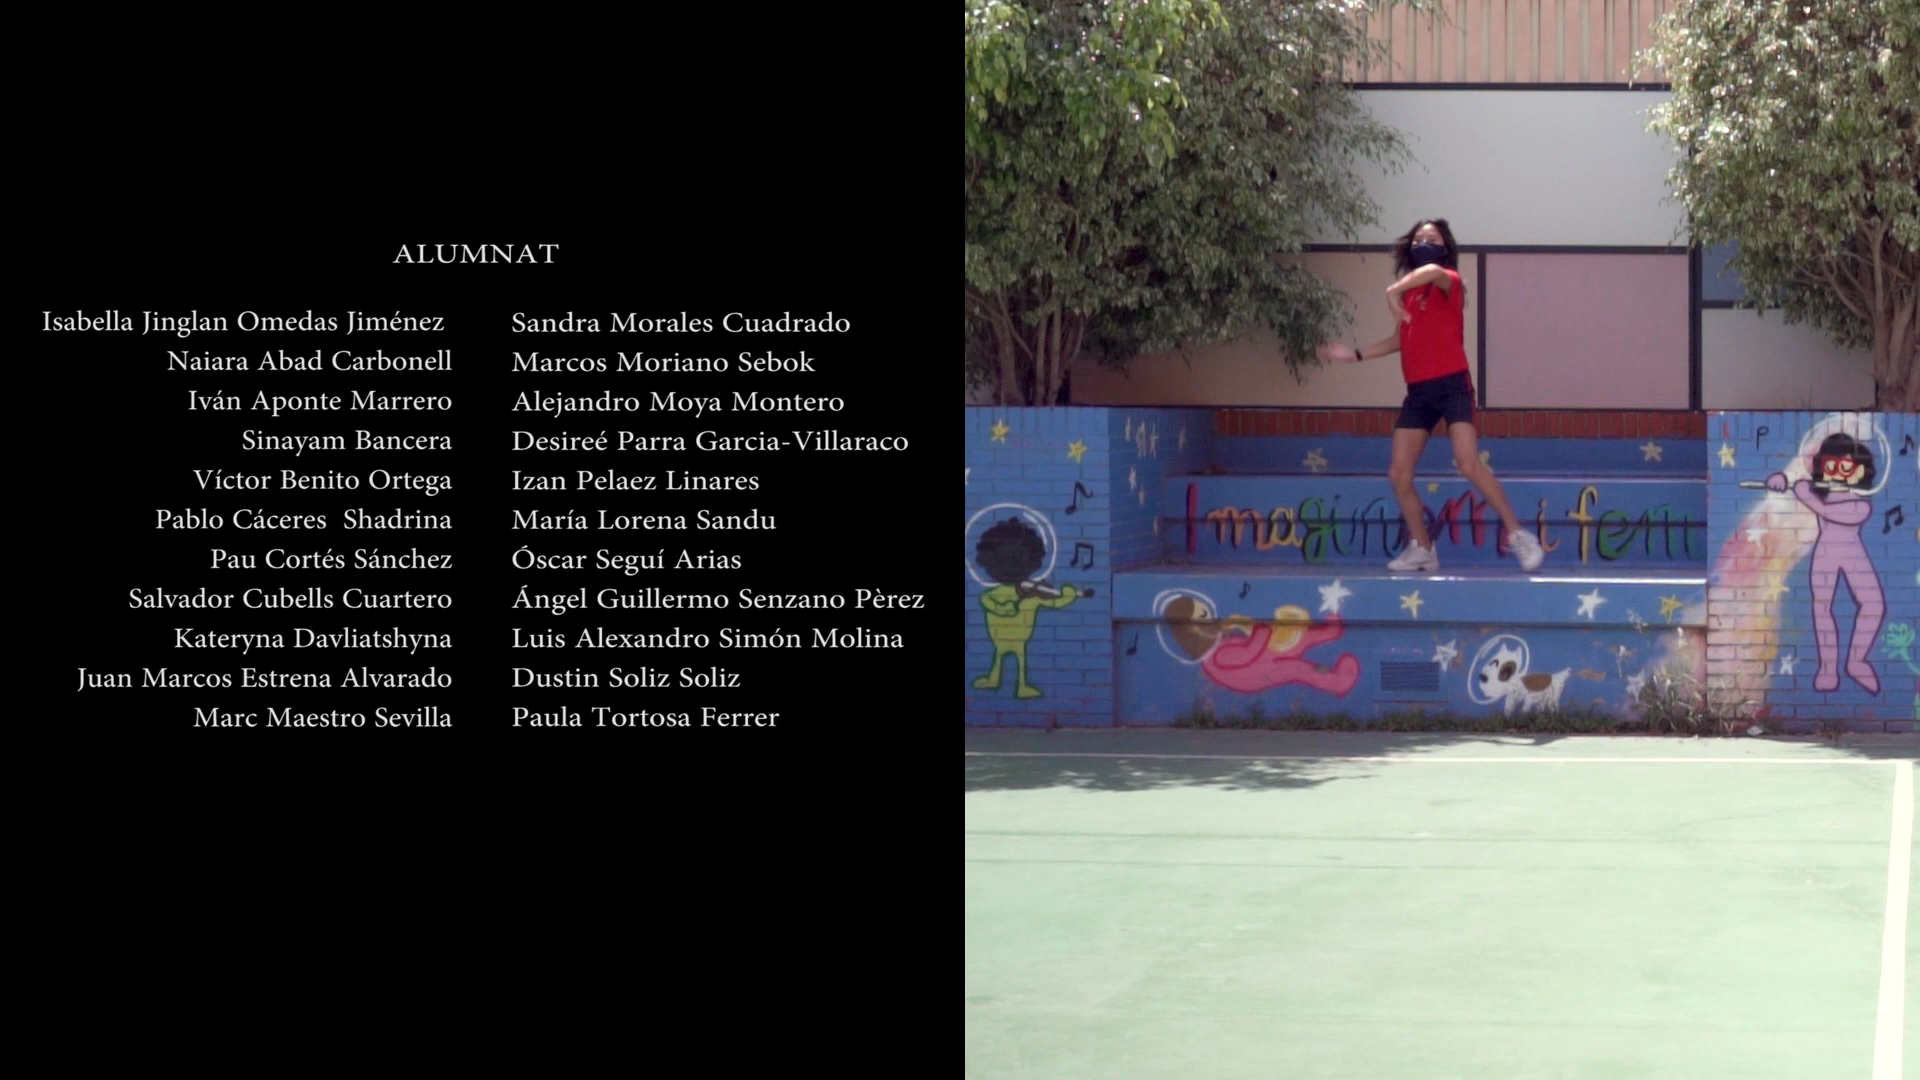 ALUMNAT
Isabella Jinglan Omedas Jiménez
Naiara Abad Carbonell
Iván Aponte Marrero
Sinayam Bancera
Víctor Benito Ortega
Pablo Cáceres  Shadrina
Pau Cortés Sánchez
Salvador Cubells Cuartero
Kateryna Davliatshyna
Juan Marcos Estrena Alvarado
Marc Maestro Sevilla
Sandra Morales Cuadrado
Marcos Moriano Sebok
Alejandro Moya Montero
Desireé Parra Garcia-Villaraco
Izan Pelaez Linares
María Lorena Sandu
Óscar Seguí Arias
Ángel Guillermo Senzano Pèrez
Luis Alexandro Simón Molina
Dustin Soliz Soliz
Paula Tortosa Ferrer
i fem